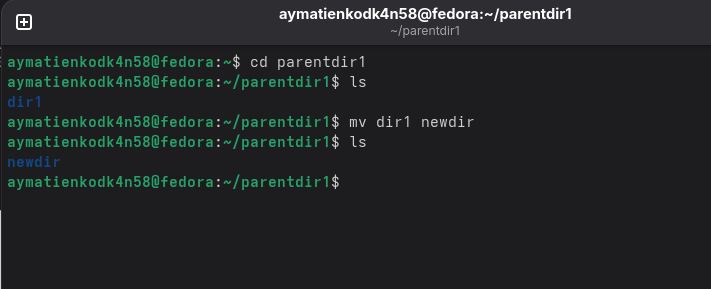 aymatienkodk4n58@fedora:~/parentdir1
~/parentdir1
aymatienkodk4n58@fedora:~$ cd parentdir1
aymatienkodk4n58@fedora:~/parentdir1$ ls
dir1
aymatienkodk4n58@fedora:~/parentdir1$ mv dir1 newdir
aymatienkodk4n58@fedora:~/parentdir1$ ls
newdir
aymatienkodk4n58@fedora:~/parentdir1$